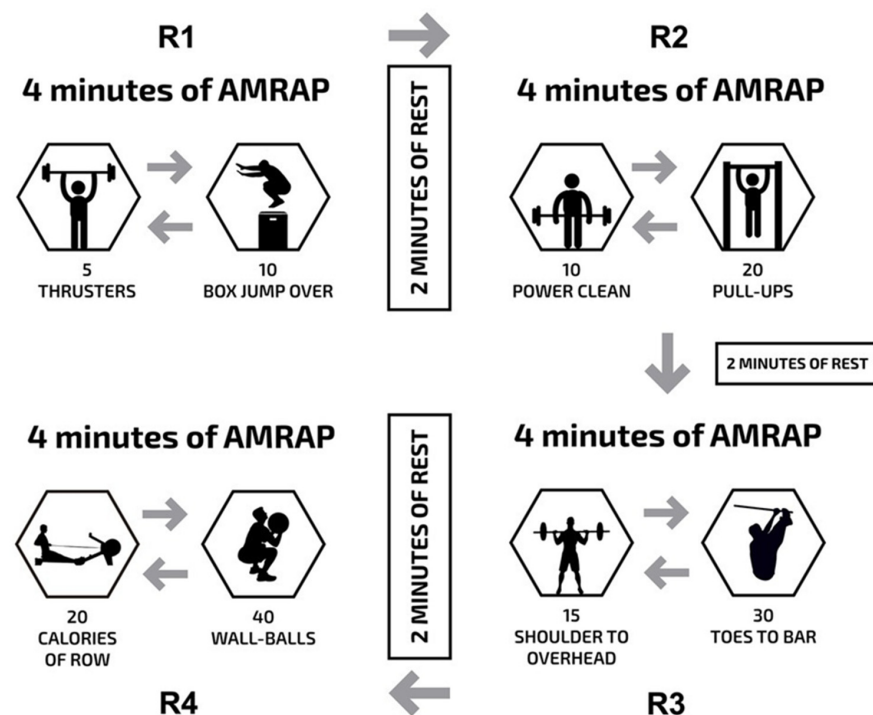 R1
4 minutes of AMRAP
5
THRUSTERS
10
BOX JUMP OVER
2 MINUTES OF REST
R2
4 minutes of AMRAP
10
POWER CLEAN
20
PULL-UPS
2 MINUTES OF REST
4 minutes of AMRAP
15
SHOULDER TO
OVERHEAD
30
TOES TO BAR
R3
2 MINUTES OF REST
4 minutes of AMRAP
20
CALORIES
OF ROW
40
WALL-BALLS
R4